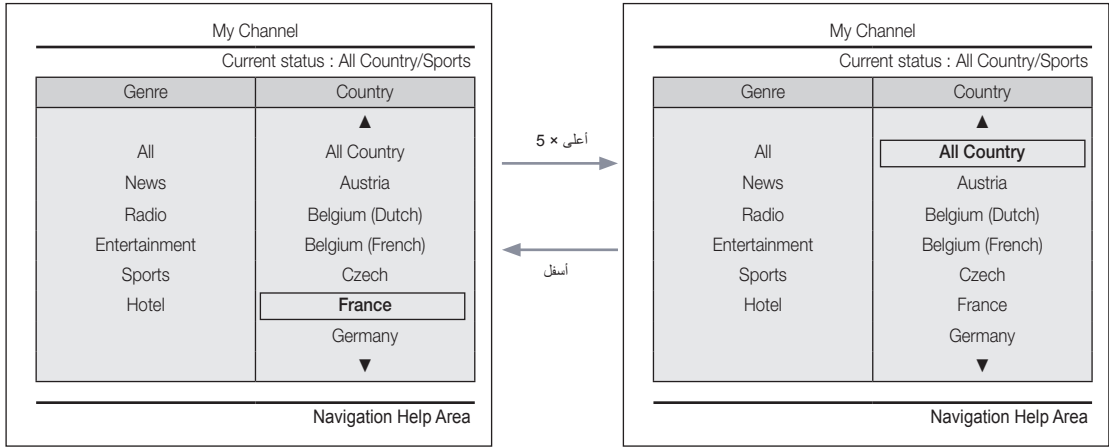 My Channel
Current status : All Country/Sports
Genre Country
▲
All All Country
News Austria
Radio Belgium (Dutch)
Entertainment Belgium (French)
Sports Czech
Hotel France
Germany
▼
Navigation Help Area
أعلى × 5
أسفل
My Channel
Current status : All Country/Sports
Genre Country
▲
All All Country
News Austria
Radio Belgium (Dutch)
Entertainment Belgium (French)
Sports Czech
Hotel France
Germany
▼
Navigation Help Area